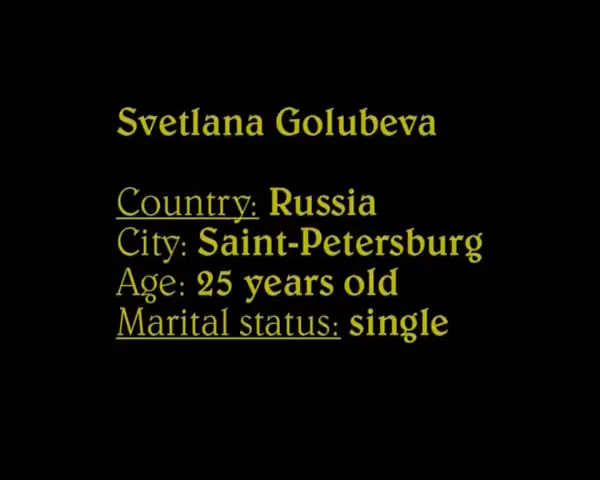 Svetlana Golubeva
Country: Russia
City: Saint-Petersburg
Age: 25 years old
Marital status: single